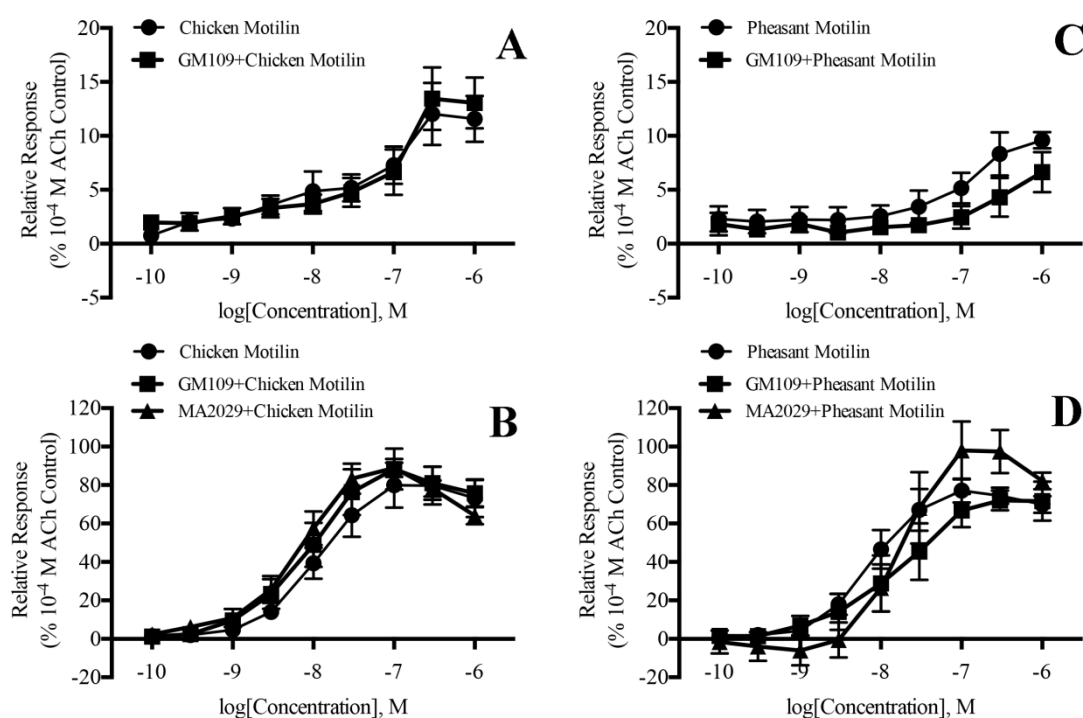 Chicken Motilin
GM109+Chicken Motilin
A
20
15
10
5
0
-5
Relative Response
(% 10-4 M ACh Control)
-10
-9
-8
-7
-6
log[Concentration], M
Pheasant Motilin
GM109+Pheasant Motilin
C
20
15
10
5
0
-5
Relative Response
(% 10-4 M ACh Control)
-10
-9
-8
-7
-6
log[Concentration], M
Chicken Motilin
GM109+Chicken Motilin
MA2029+Chicken Motilin
B
120
100
80
60
40
20
0
-20
Relative Response
(% 10-4 M ACh Control)
-10
-9
-8
-7
-6
log[Concentration], M
Pheasant Motilin
GM109+Pheasant Motilin
MA2029+Pheasant Motilin
D
120
100
80
60
40
20
0
-20
Relative Response
(% 10-4 M ACh Control)
-10
-9
-8
-7
-6
log[Concentration], M